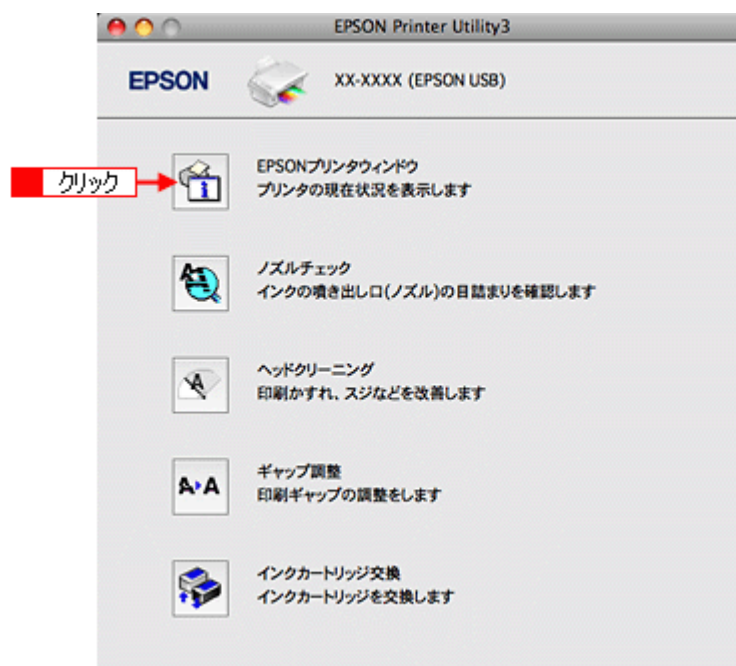 EPSON Printer Utility3
EPSON
XX-XXXX (EPSON USB)
クリック
EPSONプリンタウィンドウ
プリンタの現在状況を表示します
ノズルチェック
インクの噴き出し口(ノズル)の目詰まりを確認します
ヘッドクリーニング
印刷かすれ、スジなどを改善します
A▸A
ギャップ調整
印刷ギャップの調整をします
インクカートリッジ交換
インクカートリッジを交換します